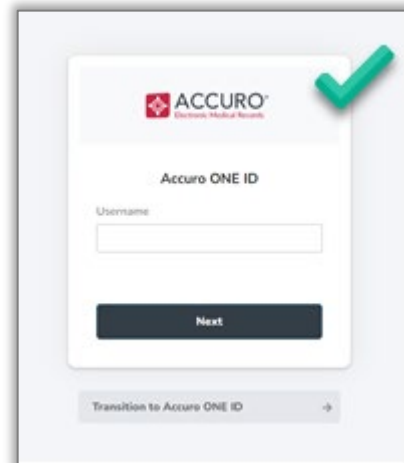 ACCURO
Electronic Medical Records
Accuro ONE ID
Username
Next
Transition to Accuro ONE ID